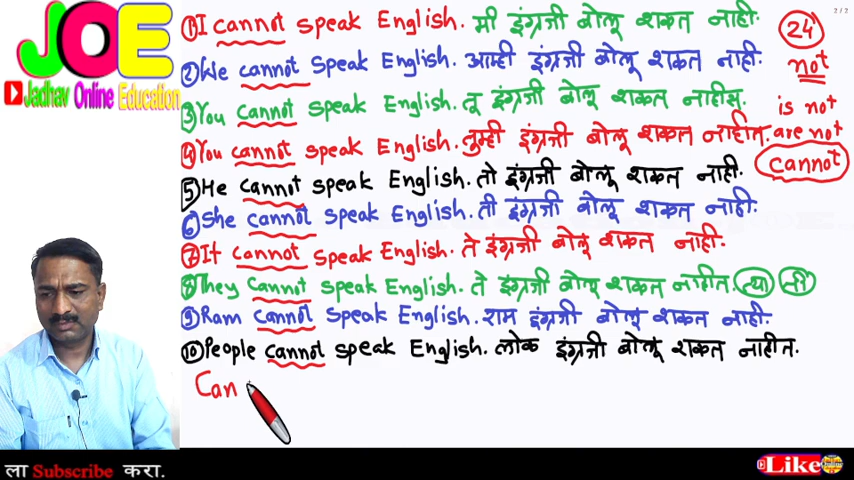 2/2
JOE
Jadhav Online Education
① I cannot speak English. मी इंग्रजी बोलू शकत नाही.
② We cannot speak English. आम्ही इंग्रजी बोलू शकत नाही.
③ You cannot speak English. तू इंग्रजी बोलू शकत नाहीस.
④ You cannot speak English. तुम्ही इंग्रजी बोलू शकत नाहीत.
⑤ He cannot speak English. तो इंग्रजी बोलू शकत नाही.
⑥ She cannot speak English. ती इंग्रजी बोलू शकत नाही.
⑦ It cannot speak English. ते इंग्रजी बोलू शकत नाही.
⑧ They cannot speak English. ते इंग्रजी बोलू शकत नाहीत. त्या ती
⑨ Ram cannot speak English. राम इंग्रजी बोलू शकत नाही.
⑩ People cannot speak English. लोक इंग्रजी बोलू शकत नाहीत.
Can
24
not
is not
are not
cannot
ला Subscribe करा.
Like